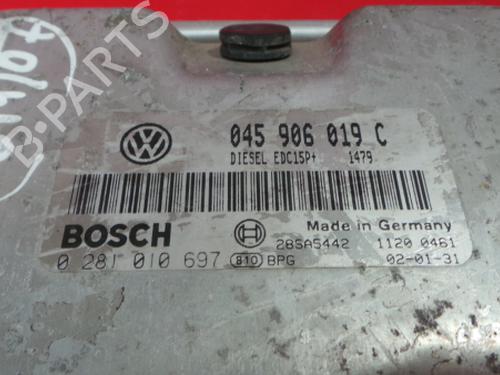 045 906 019 C
DIESEL EDC15P+ 1479
BOSCH
Made in Germany
28SA5442 1120 0461
0 281 010 697 810 BPG 02-01-31
B-PARTS